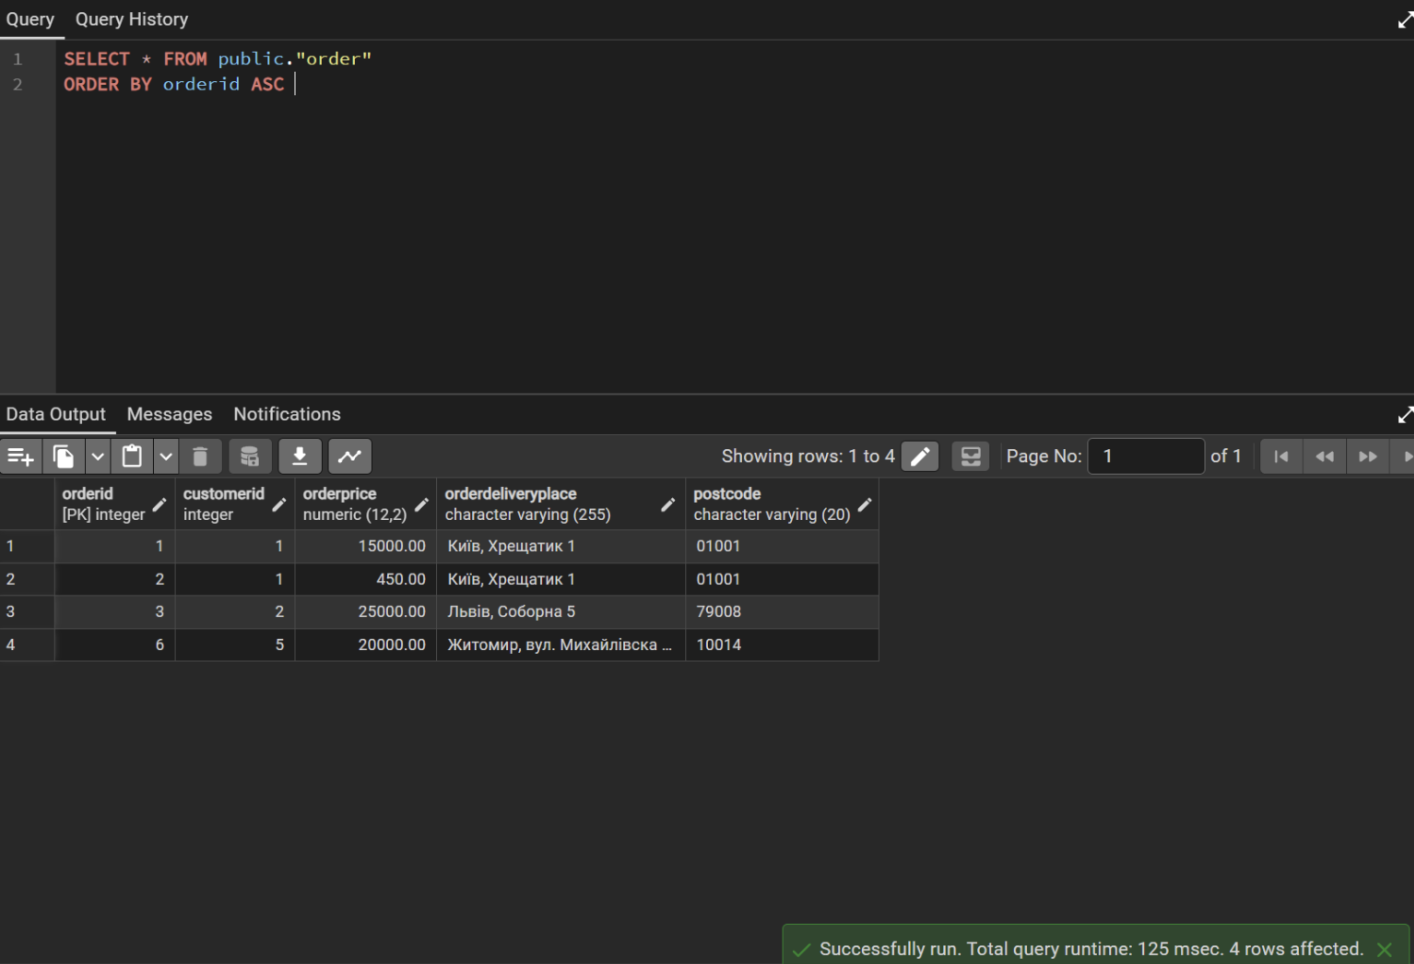 Query Query History
1 SELECT * FROM public."order"
2 ORDER BY orderid ASC
Data Output Messages Notifications
Showing rows: 1 to 4 Page No: 1 of 1
orderid customerid orderprice orderdeliveryplace postcode
[PK] integer integer numeric (12,2) character varying (255) character varying (20)
1 1 1 15000.00 Київ, Хрещатик 1 01001
2 2 1 450.00 Київ, Хрещатик 1 01001
3 3 2 25000.00 Львів, Соборна 5 79008
4 6 5 20000.00 Житомир, вул. Михайлівска ... 10014
Successfully run. Total query runtime: 125 msec. 4 rows affected.